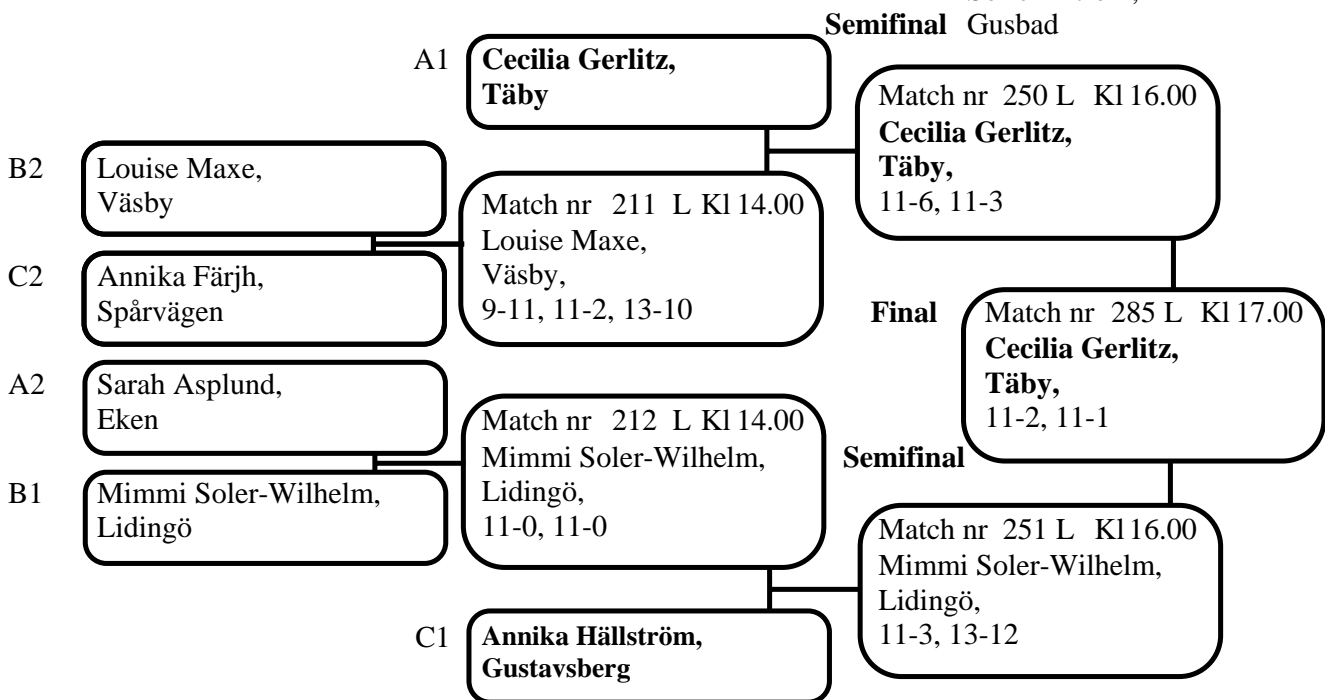 Semifinal Gusbad
A1 Cecilia Gerlitz,
Täby
Match nr 250 L Kl 16.00
Cecilia Gerlitz,
Täby,
11-6, 11-3
B2 Louise Maxe,
Väsby
Match nr 211 L Kl 14.00
Louise Maxe,
Väsby,
9-11, 11-2, 13-10
C2 Annika Färjh,
Spårvägen
Final Match nr 285 L Kl 17.00
Cecilia Gerlitz,
Täby,
11-2, 11-1
A2 Sarah Asplund,
Eken
Match nr 212 L Kl 14.00
Mimmi Soler-Wilhelm,
Lidingö,
11-0, 11-0
Semifinal
B1 Mimmi Soler-Wilhelm,
Lidingö
Match nr 251 L Kl 16.00
Mimmi Soler-Wilhelm,
Lidingö,
11-3, 13-12
C1 Annika Hällström,
Gustavsberg